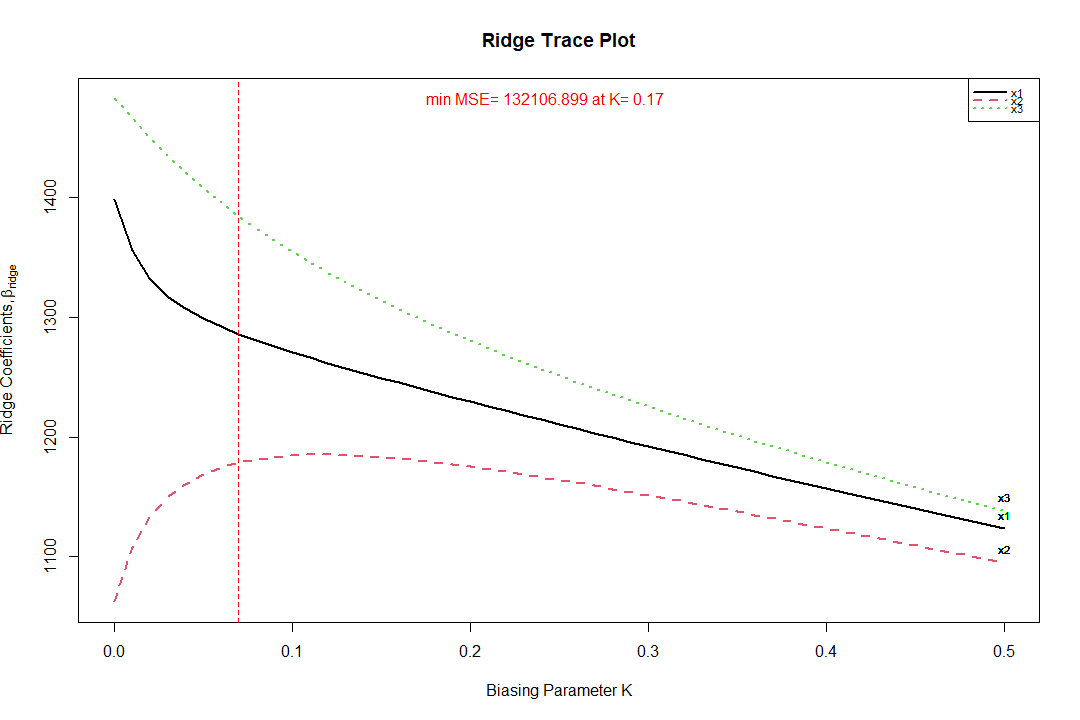 Ridge Trace Plot
min MSE= 132106.899 at K= 0.17
x1
x2
x3
Ridge Coefficients, βridge
1400
1300
1200
1100
x3
x1
x2
0.0 0.1 0.2 0.3 0.4 0.5
Biasing Parameter K